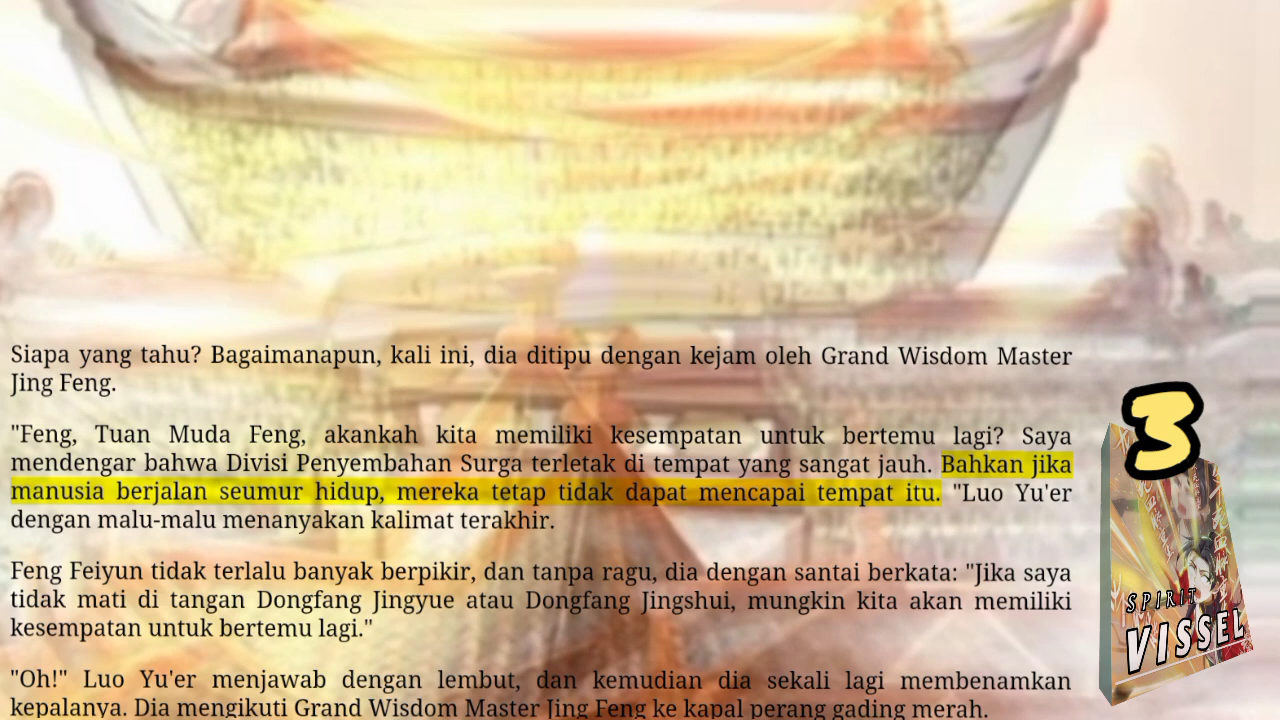 Siapa yang tahu? Bagaimanapun, kali ini, dia ditipu dengan kejam oleh Grand Wisdom Master
Jing Feng.
"Feng, Tuan Muda Feng, akankah kita memiliki kesempatan untuk bertemu lagi? Saya
mendengar bahwa Divisi Penyembahan Surga terletak di tempat yang sangat jauh. Bahkan jika
manusia berjalan seumur hidup, mereka tetap tidak dapat mencapai tempat itu. "Luo Yu'er
dengan malu-malu menanyakan kalimat terakhir.
Feng Feiyun tidak terlalu banyak berpikir, dan tanpa ragu, dia dengan santai berkata: "Jika saya
tidak mati di tangan Dongfang Jingyue atau Dongfang Jingshui, mungkin kita akan memiliki
kesempatan untuk bertemu lagi."
"Oh!" Luo Yu'er menjawab dengan lembut, dan kemudian dia sekali lagi membenamkan
kepalanya. Dia mengikuti Grand Wisdom Master Jing Feng ke kapal perang gading merah.
3
SPIRIT
VISSEL